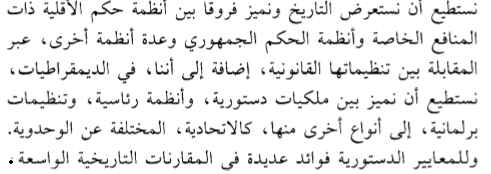 نستطيع أن نستعرض التاريخ ونميز فروقا بين أنظمة حكم الأقلية ذات
المنافع الخاصة وأنظمة الحكم الجمهوري وعدة أنظمة أخرى، عبر
المقابلة بين تنظيماتها القانونية، إضافة إلى أننا، في الديمقراطيات،
نستطيع أن نميز بين ملكيات دستورية، وأنظمة رئاسية، وتنظيمات
برلمانية، إلى أنواع أخرى منها، كالاتحادية، المختلفة عن الوحدوية.
وللمعايير الدستورية فوائد عديدة في المقارنات التاريخية الواسعة،